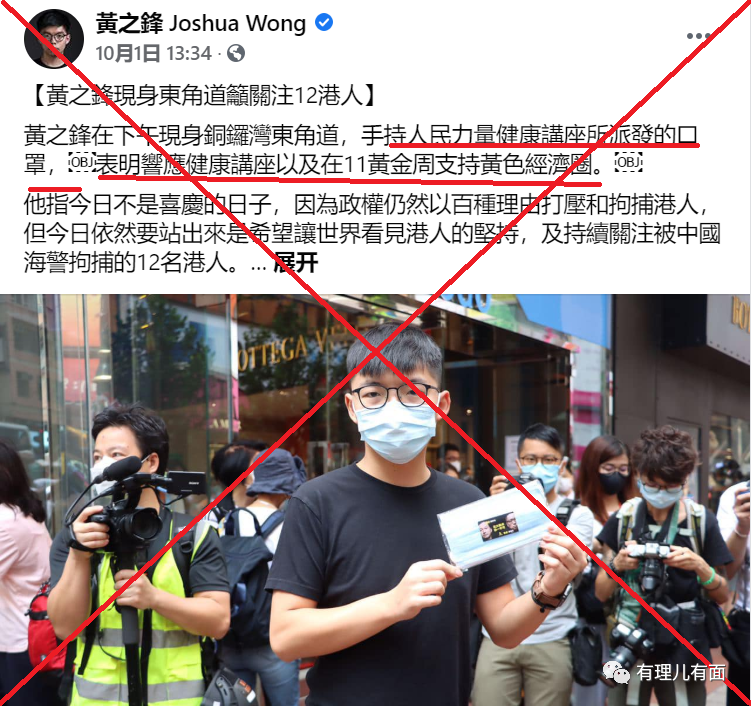 黃之鋒 Joshua Wong
10月1日 13:34 ·
【黃之鋒現身東角道籲關注12港人】
黃之鋒在下午現身銅鑼灣東角道，手持人民力量健康講座所派發的口
罩，OBJ表明響應健康講座以及在11黃金周支持黃色經濟圈。OBJ
他指今日不是喜慶的日子，因為政權仍然以百種理由打壓和拘捕港人，
但今日依然要站出來是希望讓世界看見港人的堅持，及持續關注被中國
海警拘捕的12名港人。... 展开
BOTTEGA VE
SONY
有理儿有面